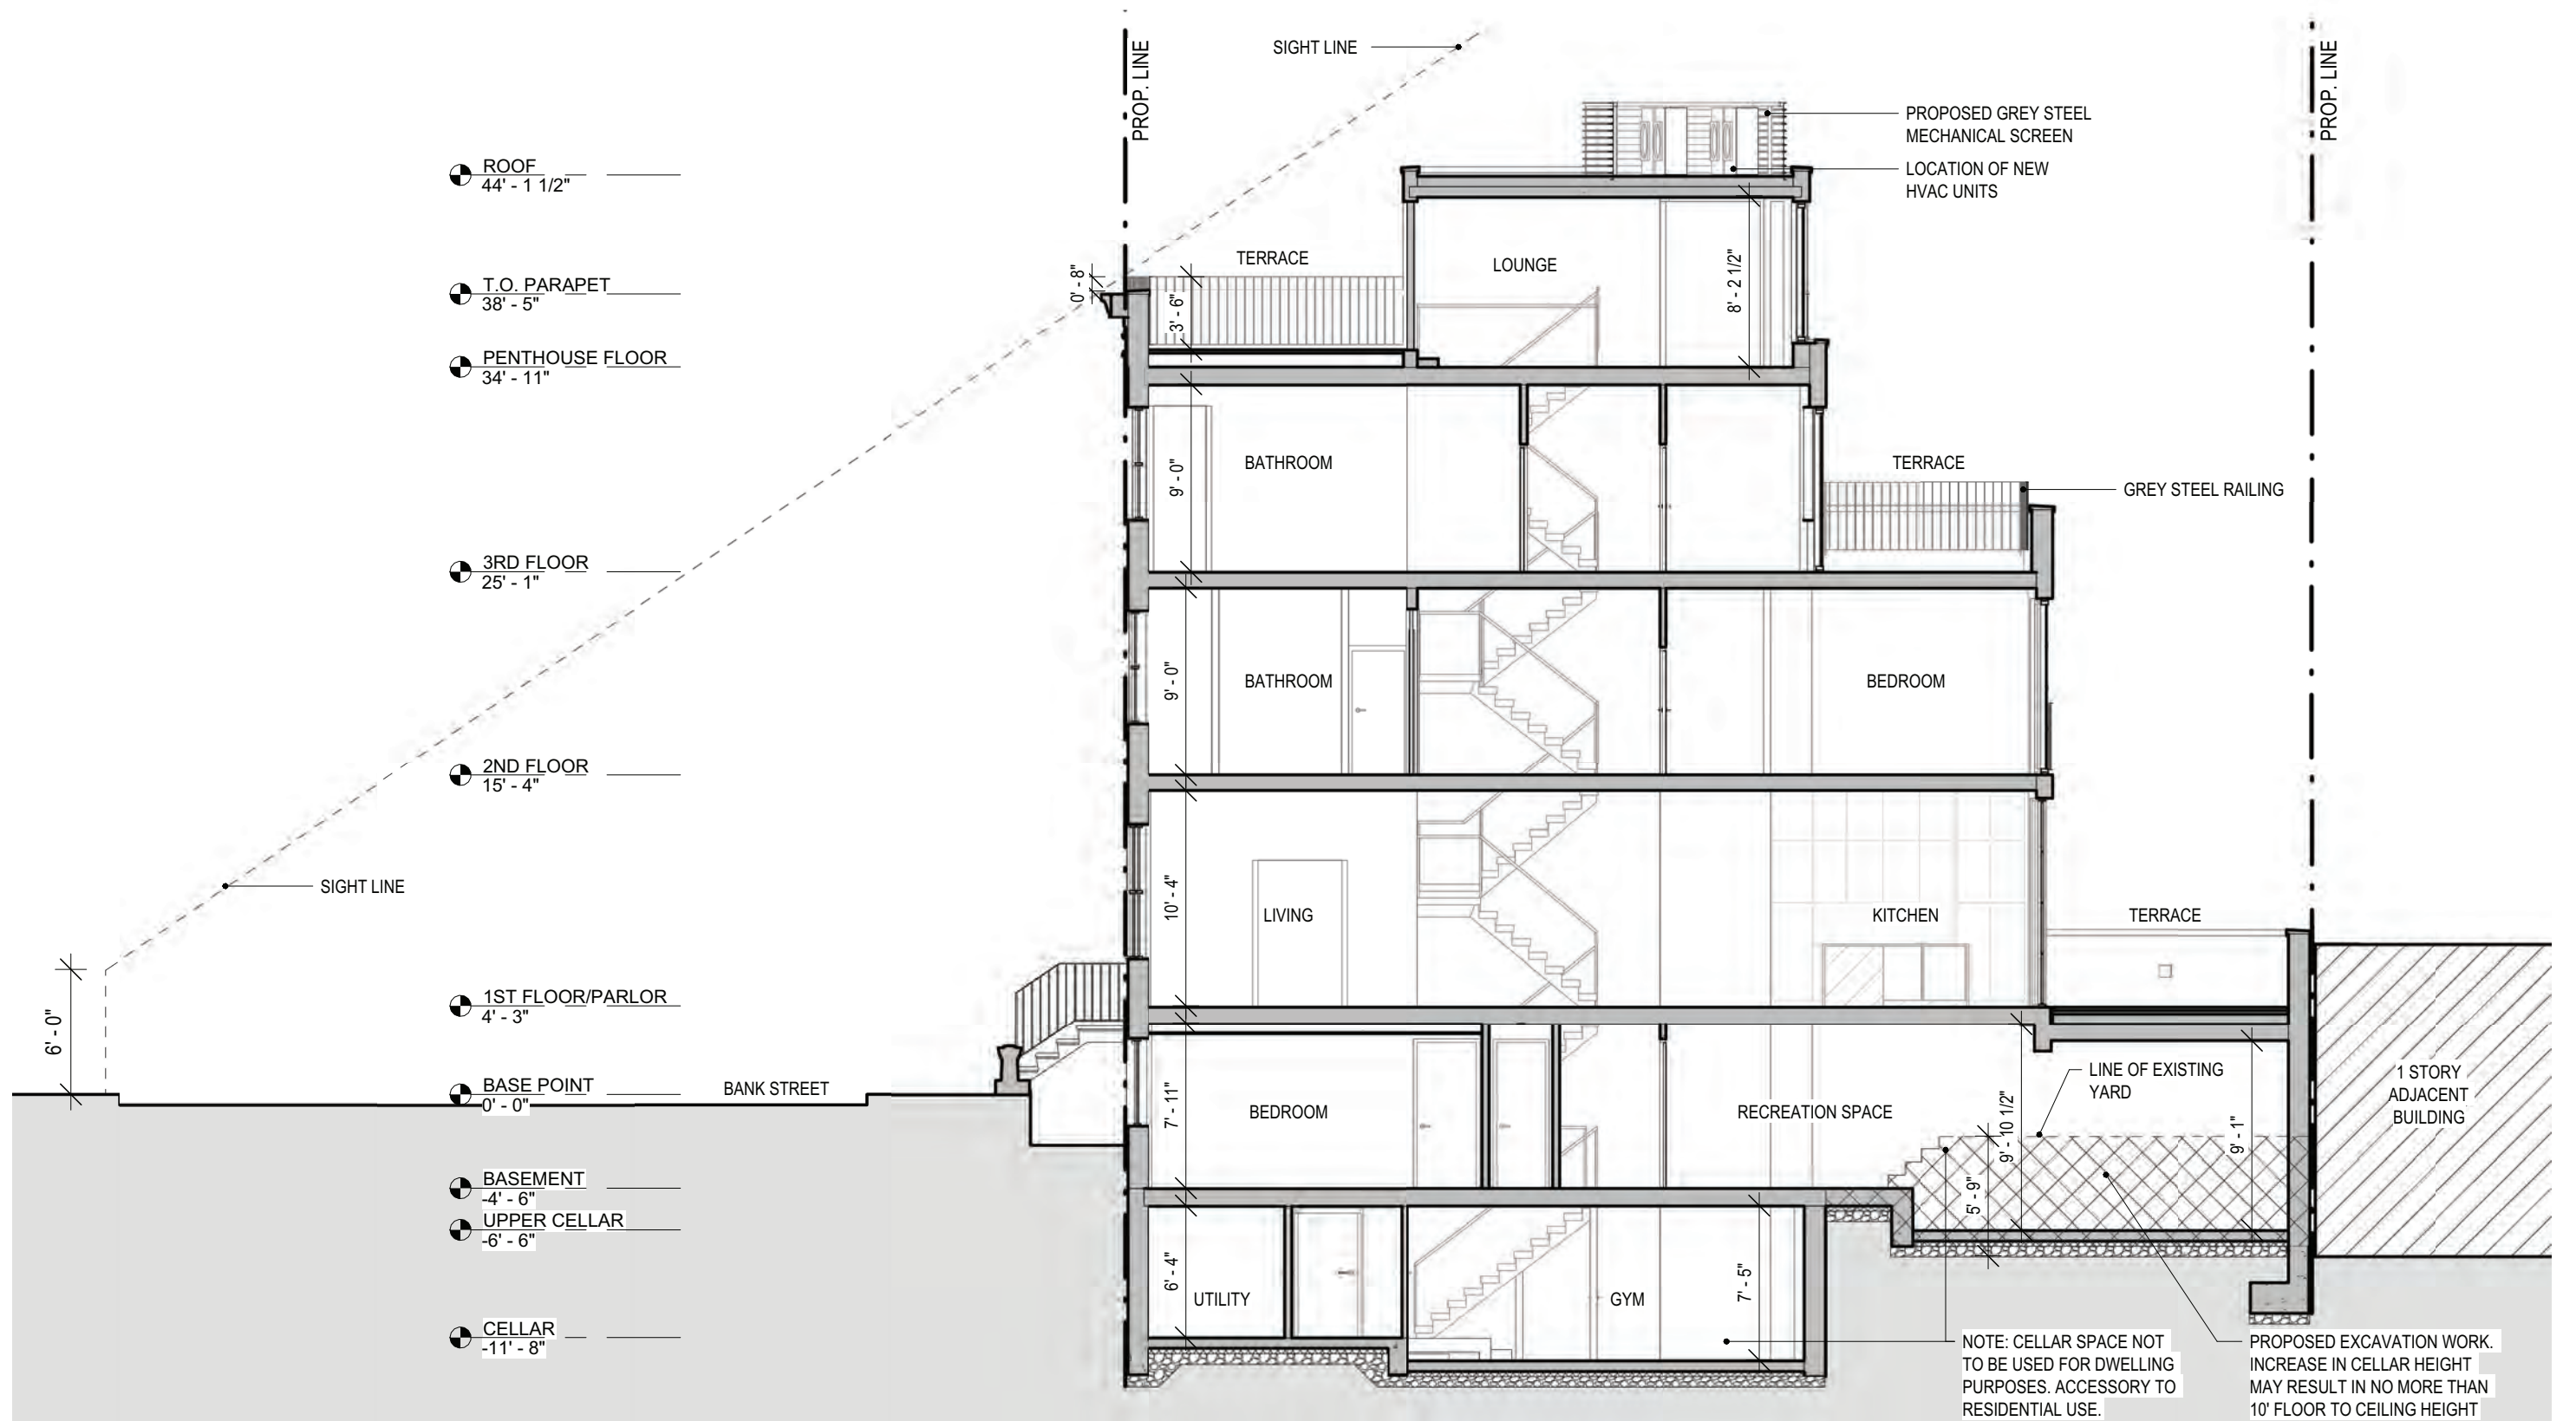 PROP. LINE
SIGHT LINE
PROP. LINE
PROPOSED GREY STEEL
MECHANICAL SCREEN
LOCATION OF NEW
HVAC UNITS
ROOF
44' - 1 1/2"
TERRACE
LOUNGE
8' - 2 1/2"
0' - 8"
3' - 6"
T.O. PARAPET
38' - 5"
PENTHOUSE FLOOR
34' - 11"
BATHROOM
9' - 0"
TERRACE
GREY STEEL RAILING
3RD FLOOR
25' - 1"
BATHROOM
9' - 0"
BEDROOM
2ND FLOOR
15' - 4"
SIGHT LINE
10' - 4"
LIVING
KITCHEN
TERRACE
1ST FLOOR/PARLOR
4' - 3"
6' - 0"
BASE POINT
0' - 0"
BANK STREET
7' - 11"
BEDROOM
RECREATION SPACE
9' - 10 1/2"
LINE OF EXISTING
YARD
9' - 1"
5' - 9"
1 STORY
ADJACENT
BUILDING
BASEMENT
-4' - 6"
UPPER CELLAR
-6' - 6"
6' - 4"
UTILITY
GYM
7' - 5"
CELLAR
-11' - 8"
NOTE: CELLAR SPACE NOT
TO BE USED FOR DWELLING
PURPOSES. ACCESSORY TO
RESIDENTIAL USE.
PROPOSED EXCAVATION WORK.
INCREASE IN CELLAR HEIGHT
MAY RESULT IN NO MORE THAN
10' FLOOR TO CEILING HEIGHT